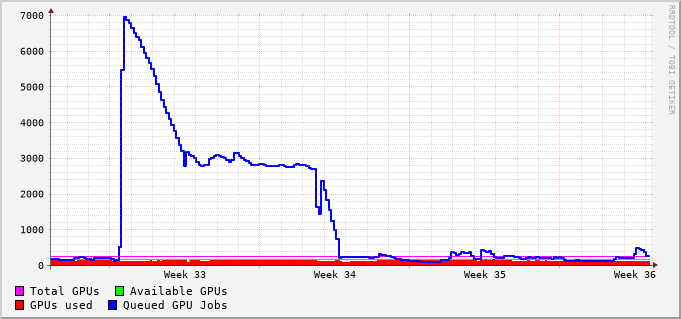 7000
6000
5000
4000
3000
2000
1000
0
Week 33 Week 34 Week 35 Week 36
Total GPUs Available GPUs
GPUs used Queued GPU Jobs
RRDTOOL / TOBI OETIKER